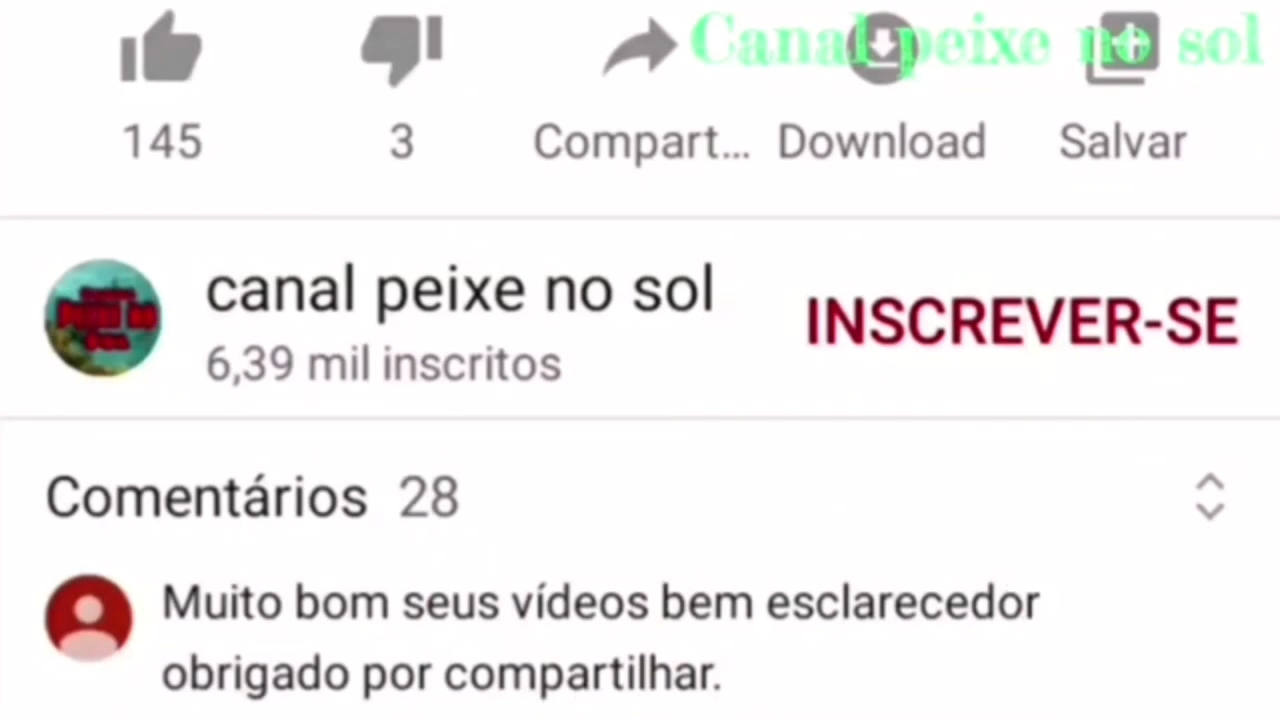 Canal peixe no sol
145
3
Compart...
Download
Salvar
canal peixe no sol
6,39 mil inscritos
INSCREVER-SE
Comentários 28
Muito bom seus vídeos bem esclarecedor
obrigado por compartilhar.